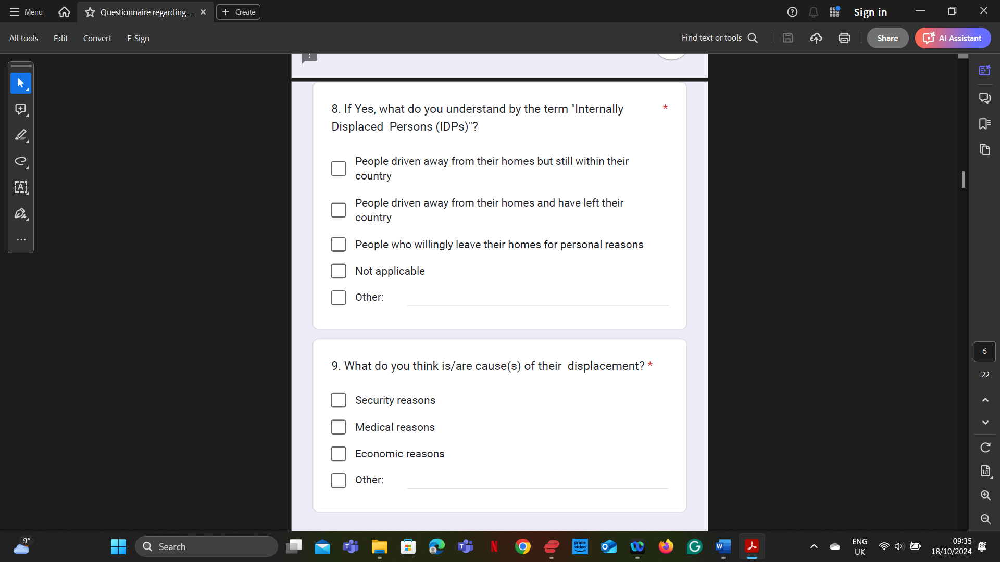 Menu
Questionnaire regarding ...
Create
Sign in
All tools
Edit
Convert
E-Sign
Find text or tools
Share
AI Assistant
8. If Yes, what do you understand by the term "Internally *
Displaced  Persons (IDPs)"?
People driven away from their homes but still within their
country
People driven away from their homes and have left their
country
People who willingly leave their homes for personal reasons
Not applicable
Other:
9. What do you think is/are cause(s) of their  displacement? *
Security reasons
Medical reasons
Economic reasons
Other:
6
22
9°
Search
prime
video
ENG
UK
09:35
18/10/2024